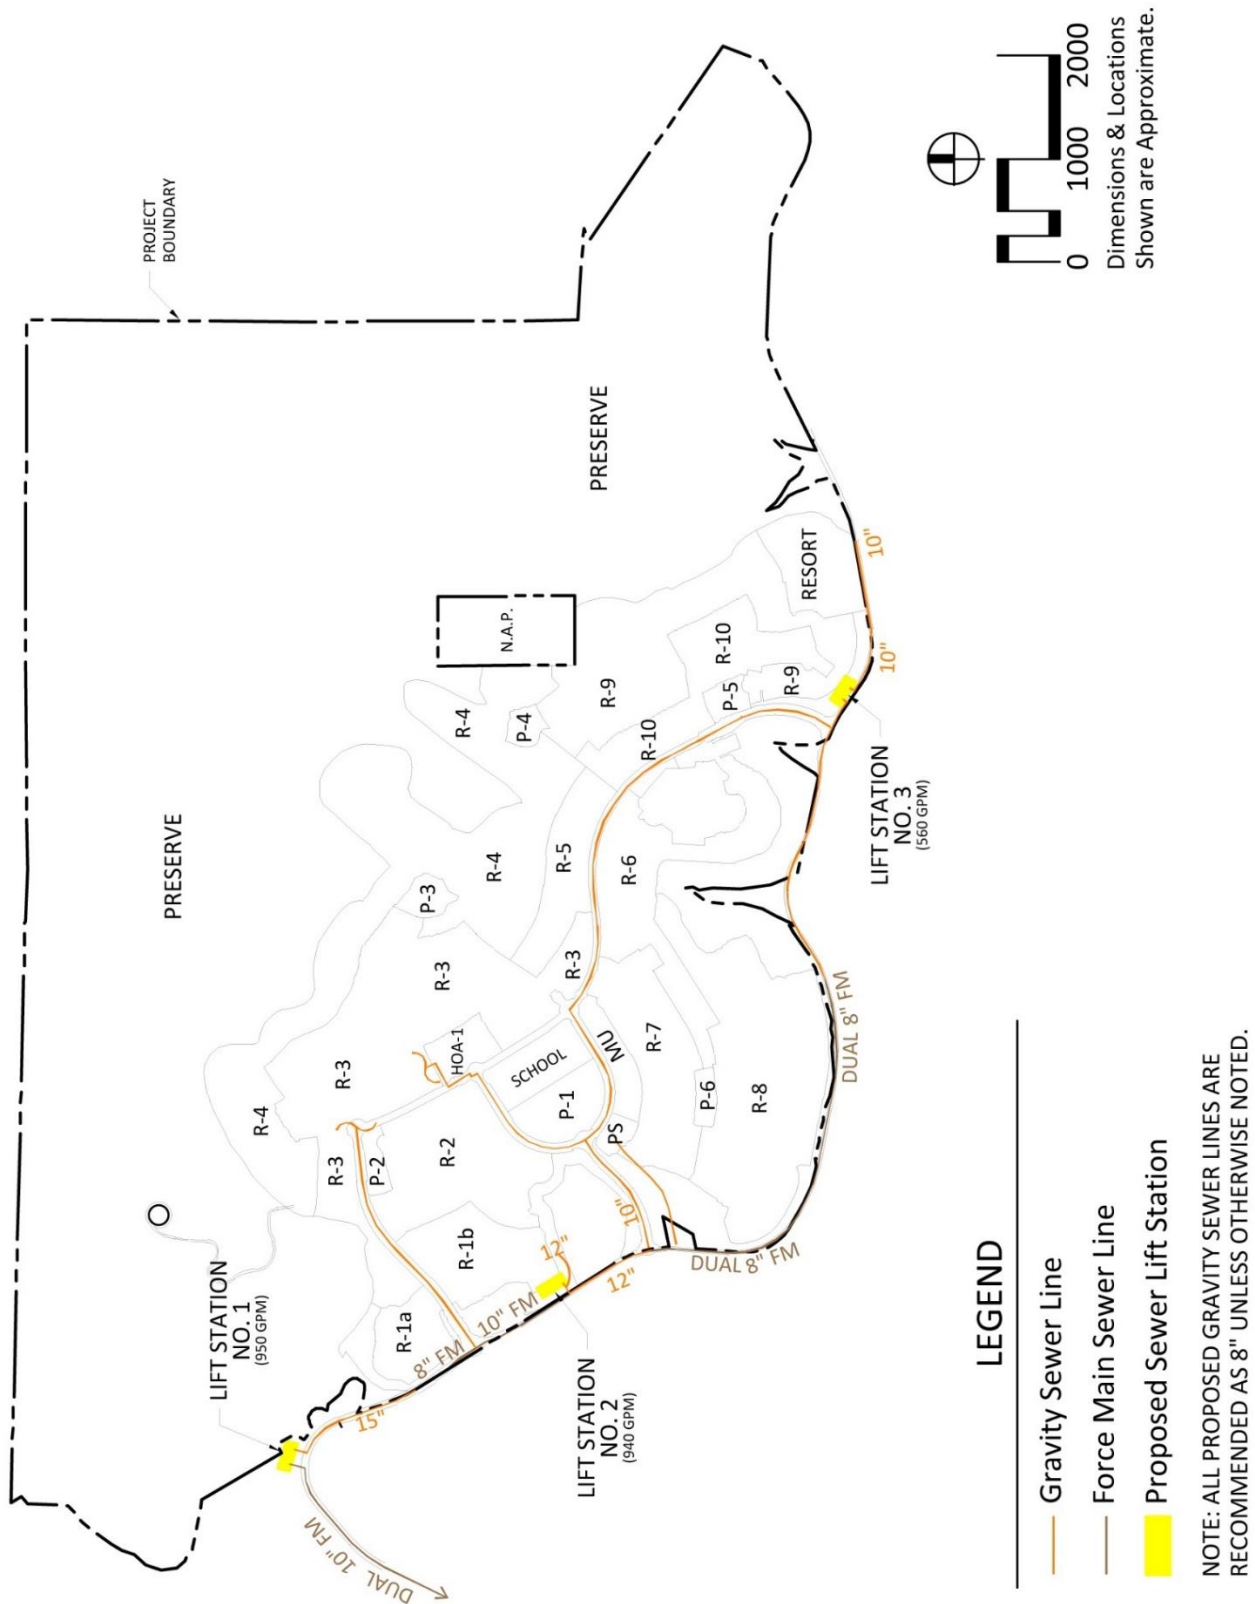 PROJECT
BOUNDARY
PRESERVE
PRESERVE
N.A.P.
R-4
P-4
R-9
R-10
P-5
R-9
RESORT
R-10
R-4
P-3
R-5
R-6
R-3
R-3
R-4
R-3
HOA-1
SCHOOL
MU
R-7
P-1
P-6
R-8
PS
R-3
P-2
R-2
R-1b
R-1a
LIFT STATION
NO. 1
(950 GPM)
LIFT STATION
NO. 2
(940 GPM)
LIFT STATION
NO. 3
(560 GPM)
10"
10"
10"
12"
12"
15"
8" FM
10" FM
DUAL 8" FM
DUAL 8" FM
DUAL 10" FM
0 1000 2000
Dimensions & Locations
Shown are Approximate.
LEGEND
Gravity Sewer Line
Force Main Sewer Line
Proposed Sewer Lift Station
NOTE: ALL PROPOSED GRAVITY SEWER LINES ARE
RECOMMENDED AS 8" UNLESS OTHERWISE NOTED.